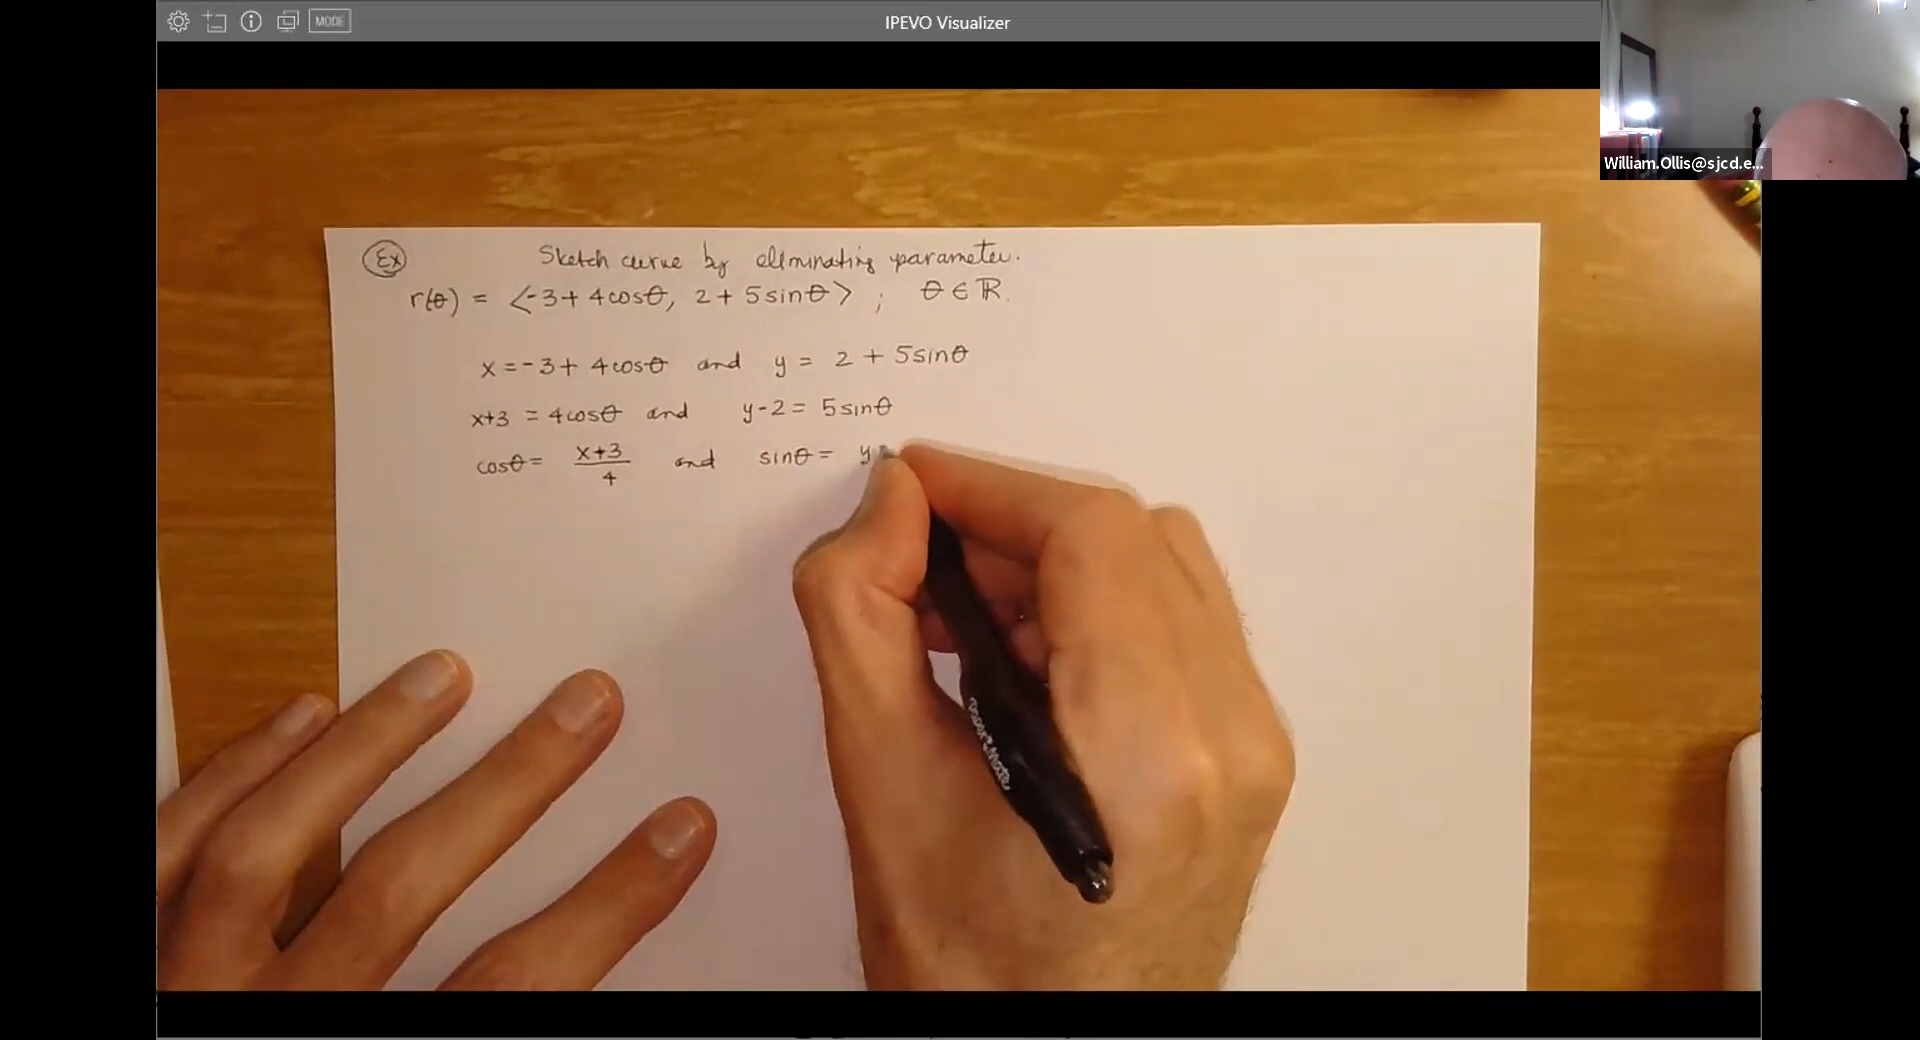 MODE
IPEVO Visualizer
William.Ollis@sjcd.e...
Ex
Sketch curve by eliminating parameter.
r(θ) = <-3 + 4cosθ, 2 + 5sinθ> ; θ ∈ ℝ.
x = -3 + 4cosθ and y = 2 + 5sinθ
x+3 = 4cosθ and y-2 = 5sinθ
cosθ = x+3/4 and sinθ = y
PaperMate